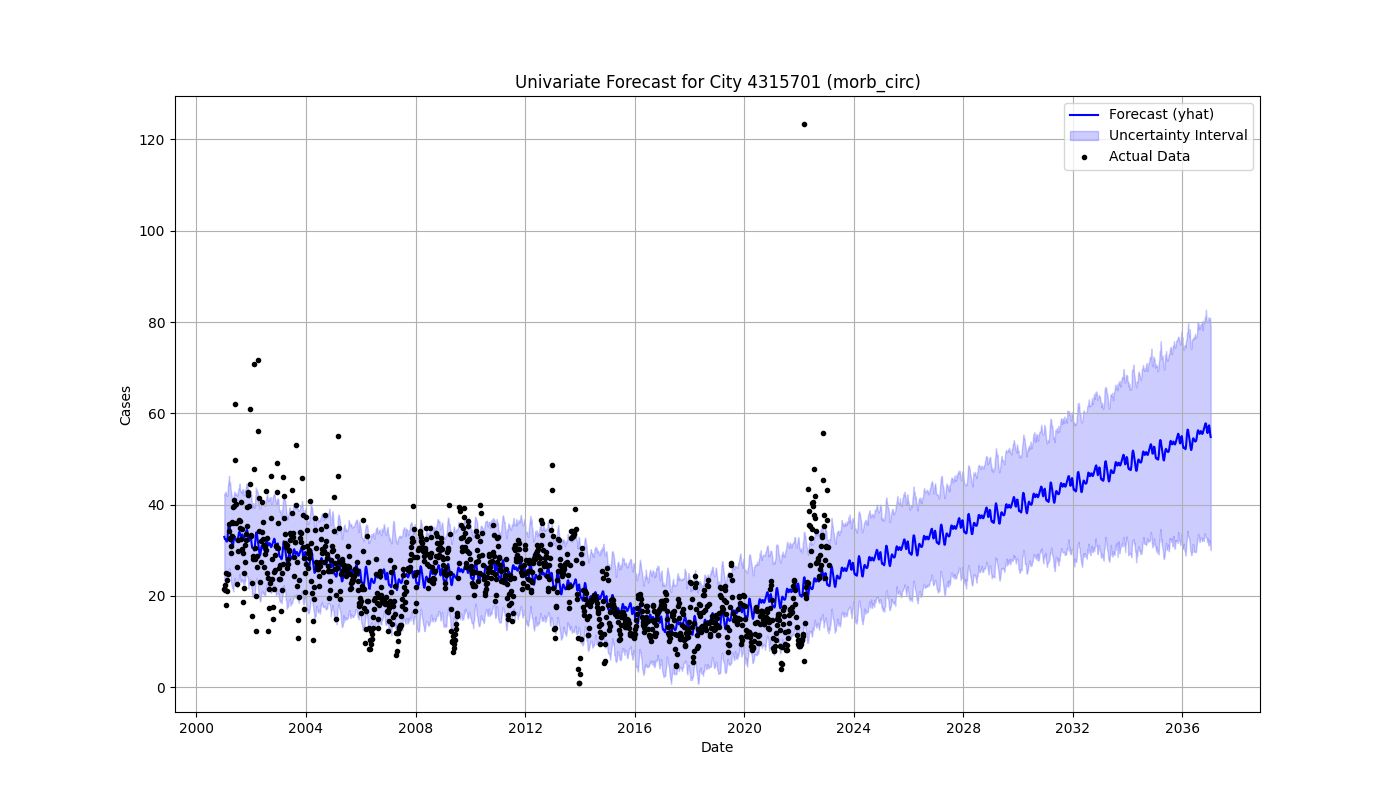 Univariate Forecast for City 4315701 (morb_circ)
Forecast (yhat)
Uncertainty Interval
Actual Data
120
100
80
60
40
20
0
Cases
2000 2004 2008 2012 2016 2020 2024 2028 2032 2036
Date